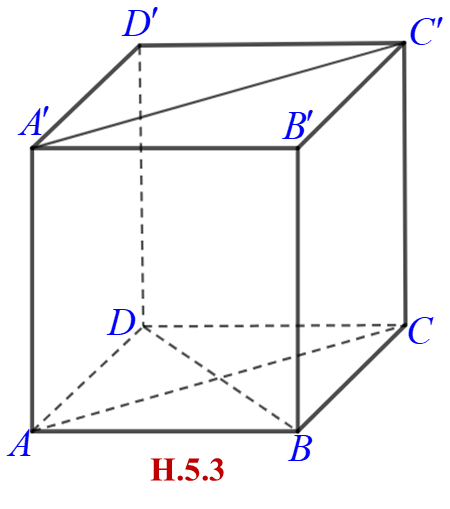 D′ C′
A′ B′
D C
A B
H.5.3